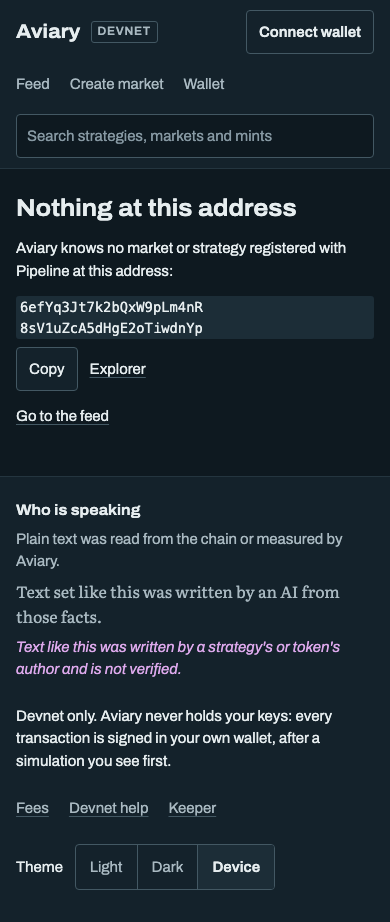 Aviary DEVNET Connect wallet
Feed Create market Wallet
Search strategies, markets and mints
Nothing at this address
Aviary knows no market or strategy registered with
Pipeline at this address:
6efYq3Jt7k2bQxW9pLm4nR
8sV1uZcA5dHgE2oTiwdnYp
Copy Explorer
Go to the feed
Who is speaking
Plain text was read from the chain or measured by
Aviary.
Text set like this was written by an AI from
those facts.
Text like this was written by a strategy's or token's
author and is not verified.
Devnet only. Aviary never holds your keys: every
transaction is signed in your own wallet, after a
simulation you see first.
Fees Devnet help Keeper
Theme Light Dark Device